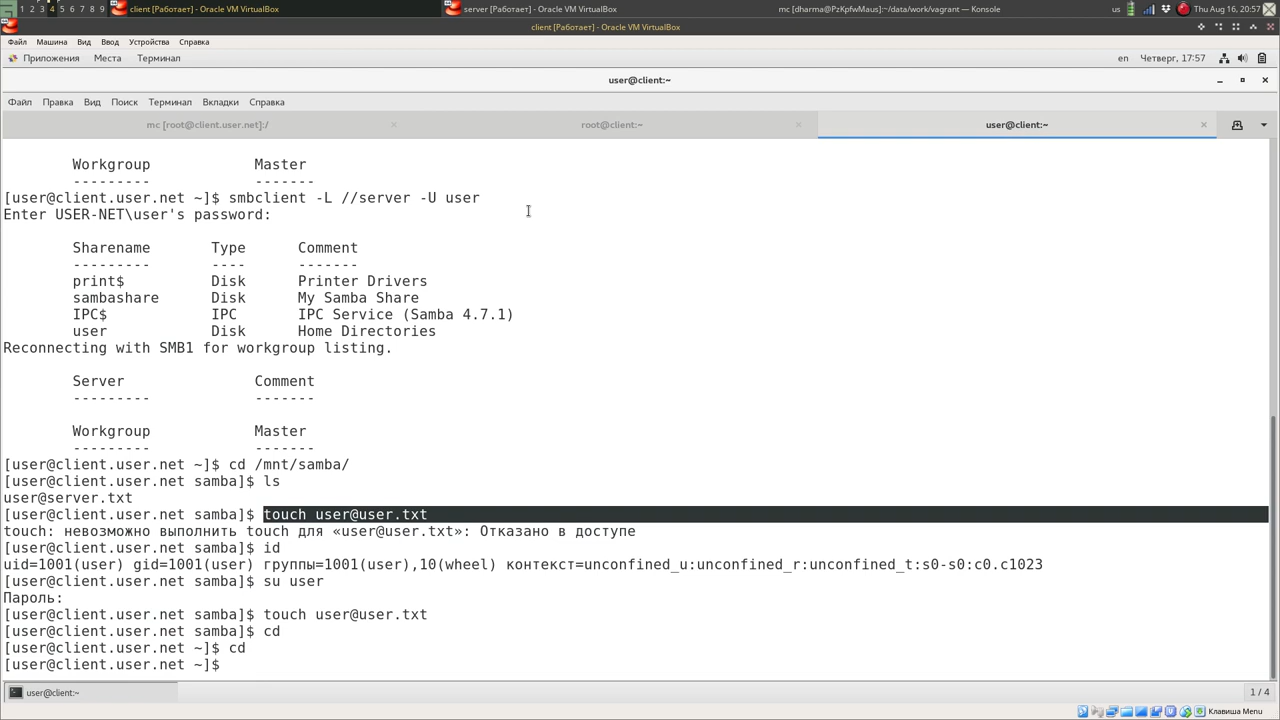 1 2 3 4 5 6 7 8 9
client [Работает] - Oracle VM VirtualBox
server [Работает] - Oracle VM VirtualBox
mc [dharma@PzKpfwMaus]:~/data/work/vagrant — Konsole
us
Thu Aug 16, 20:57
client [Работает] - Oracle VM VirtualBox
Файл Машина Вид Ввод Устройства Справка
Приложения Места Терминал
en Четверг, 17:57
user@client:~
Файл Правка Вид Поиск Терминал Вкладки Справка
mc [root@client.user.net]:/
root@client:~
user@client:~
Workgroup Master
--------- -------
[user@client.user.net ~]$ smbclient -L //server -U user
Enter USER-NET\user's password:
Sharename Type Comment
--------- ---- -------
print$ Disk Printer Drivers
sambashare Disk My Samba Share
IPC$ IPC IPC Service (Samba 4.7.1)
user Disk Home Directories
Reconnecting with SMB1 for workgroup listing.
Server Comment
--------- -------
Workgroup Master
--------- -------
[user@client.user.net ~]$ cd /mnt/samba/
[user@client.user.net samba]$ ls
user@server.txt
[user@client.user.net samba]$ touch user@user.txt
touch: невозможно выполнить touch для «user@user.txt»: Отказано в доступе
[user@client.user.net samba]$ id
uid=1001(user) gid=1001(user) группы=1001(user),10(wheel) контекст=unconfined_u:unconfined_r:unconfined_t:s0-s0:c0.c1023
[user@client.user.net samba]$ su user
Пароль:
[user@client.user.net samba]$ touch user@user.txt
[user@client.user.net samba]$ cd
[user@client.user.net ~]$ cd
[user@client.user.net ~]$
user@client:~
1 / 4
Клавиша Menu